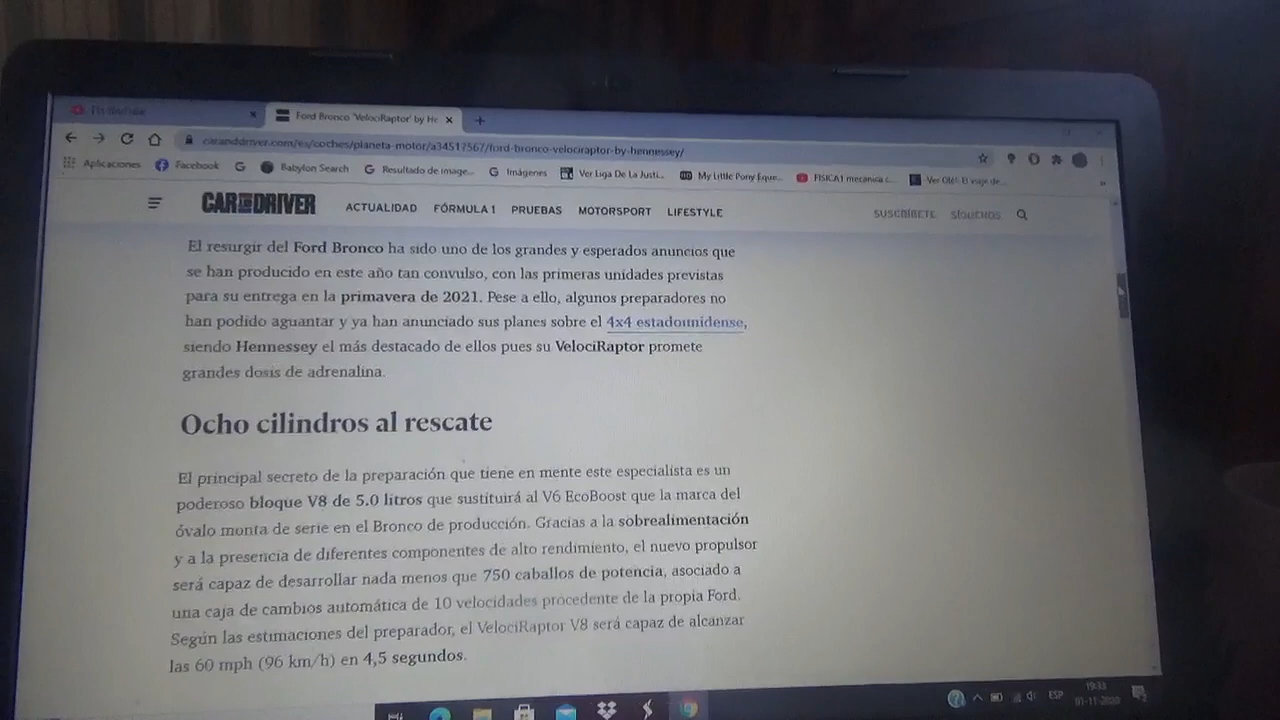 Ford Bronco 'VelociRaptor' by He
caranddriver.com/es/coches/planeta-motor/a34517567/ford-bronco-velociraptor-by-hennessey/
Aplicaciones Facebook Babylon Search Resultado de image... Imágenes Ver Liga De La Justi... My Little Pony Eque... FISICA1 mecanica c... Ver Olé!. El viaje de...
CAR AND DRIVER ACTUALIDAD FÓRMULA 1 PRUEBAS MOTORSPORT LIFESTYLE SUSCRÍBETE SÍGUENOS
El resurgir del Ford Bronco ha sido uno de los grandes y esperados anuncios que
se han producido en este año tan convulso, con las primeras unidades previstas
para su entrega en la primavera de 2021. Pese a ello, algunos preparadores no
han podido aguantar y ya han anunciado sus planes sobre el 4x4 estadounidense,
siendo Hennessey el más destacado de ellos pues su VelociRaptor promete
grandes dosis de adrenalina.
Ocho cilindros al rescate
El principal secreto de la preparación que tiene en mente este especialista es un
poderoso bloque V8 de 5.0 litros que sustituirá al V6 EcoBoost que la marca del
óvalo monta de serie en el Bronco de producción. Gracias a la sobrealimentación
y a la presencia de diferentes componentes de alto rendimiento, el nuevo propulsor
será capaz de desarrollar nada menos que 750 caballos de potencia, asociado a
una caja de cambios automática de 10 velocidades procedente de la propia Ford.
Según las estimaciones del preparador, el VelociRaptor V8 será capaz de alcanzar
las 60 mph (96 km/h) en 4,5 segundos.
ESP
19:33
01-11-2020